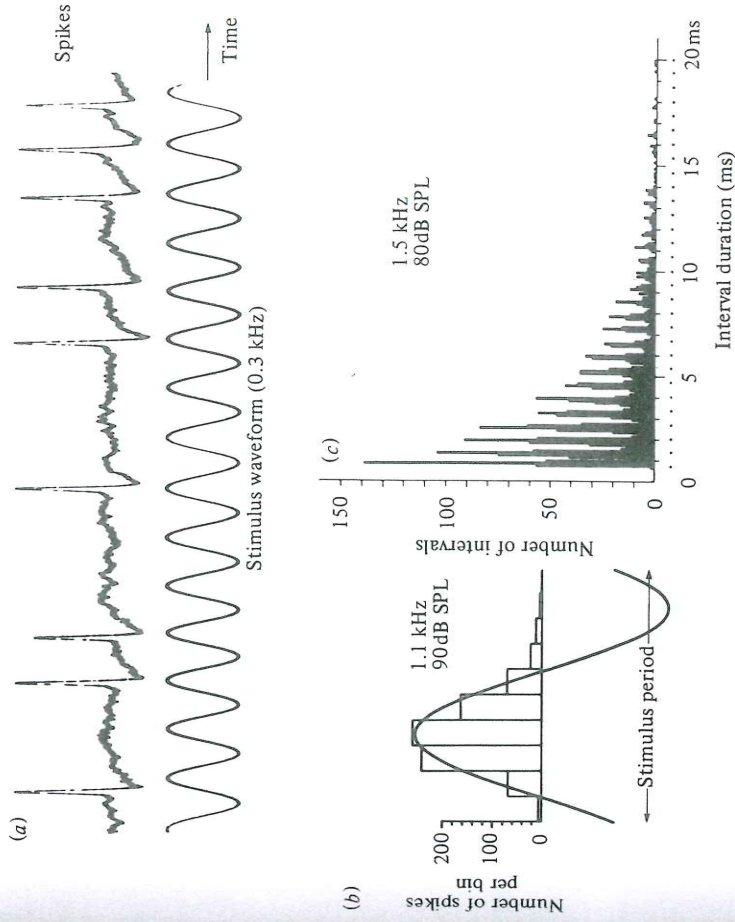 (a)
Spikes
Time
Stimulus waveform (0.3 kHz)
(b)
Number of spikes
per bin
200
100
0
1.1 kHz
90dB SPL
Stimulus period
(c)
Number of intervals
150
100
50
0
1.5 kHz
80dB SPL
0
5
10
15
20 ms
Interval duration (ms)